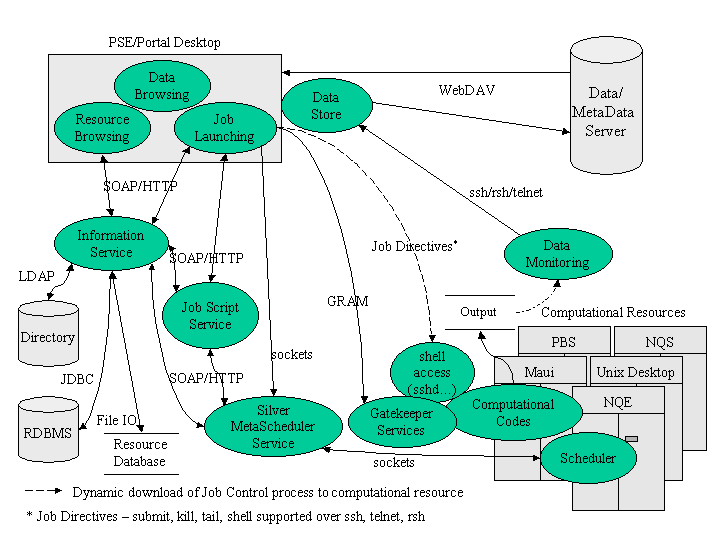 PSE/Portal Desktop
Data
Browsing
Resource
Browsing
Job
Launching
Data
Store
WebDAV
Data/
MetaData
Server
SOAP/HTTP
ssh/rsh/telnet
Information
Service
SOAP/HTTP
Job Directives*
Data
Monitoring
LDAP
Directory
Job Script
Service
GRAM
Output
Computational Resources
PBS
NQS
sockets
shell
access
(sshd...)
Maui
Unix Desktop
JDBC
SOAP/HTTP
NQE
RDBMS
File IO
Resource
Database
Silver
MetaScheduler
Service
Gatekeeper
Services
Computational
Codes
sockets
Scheduler
Dynamic download of Job Control process to computational resource
* Job Directives – submit, kill, tail, shell supported over ssh, telnet, rsh